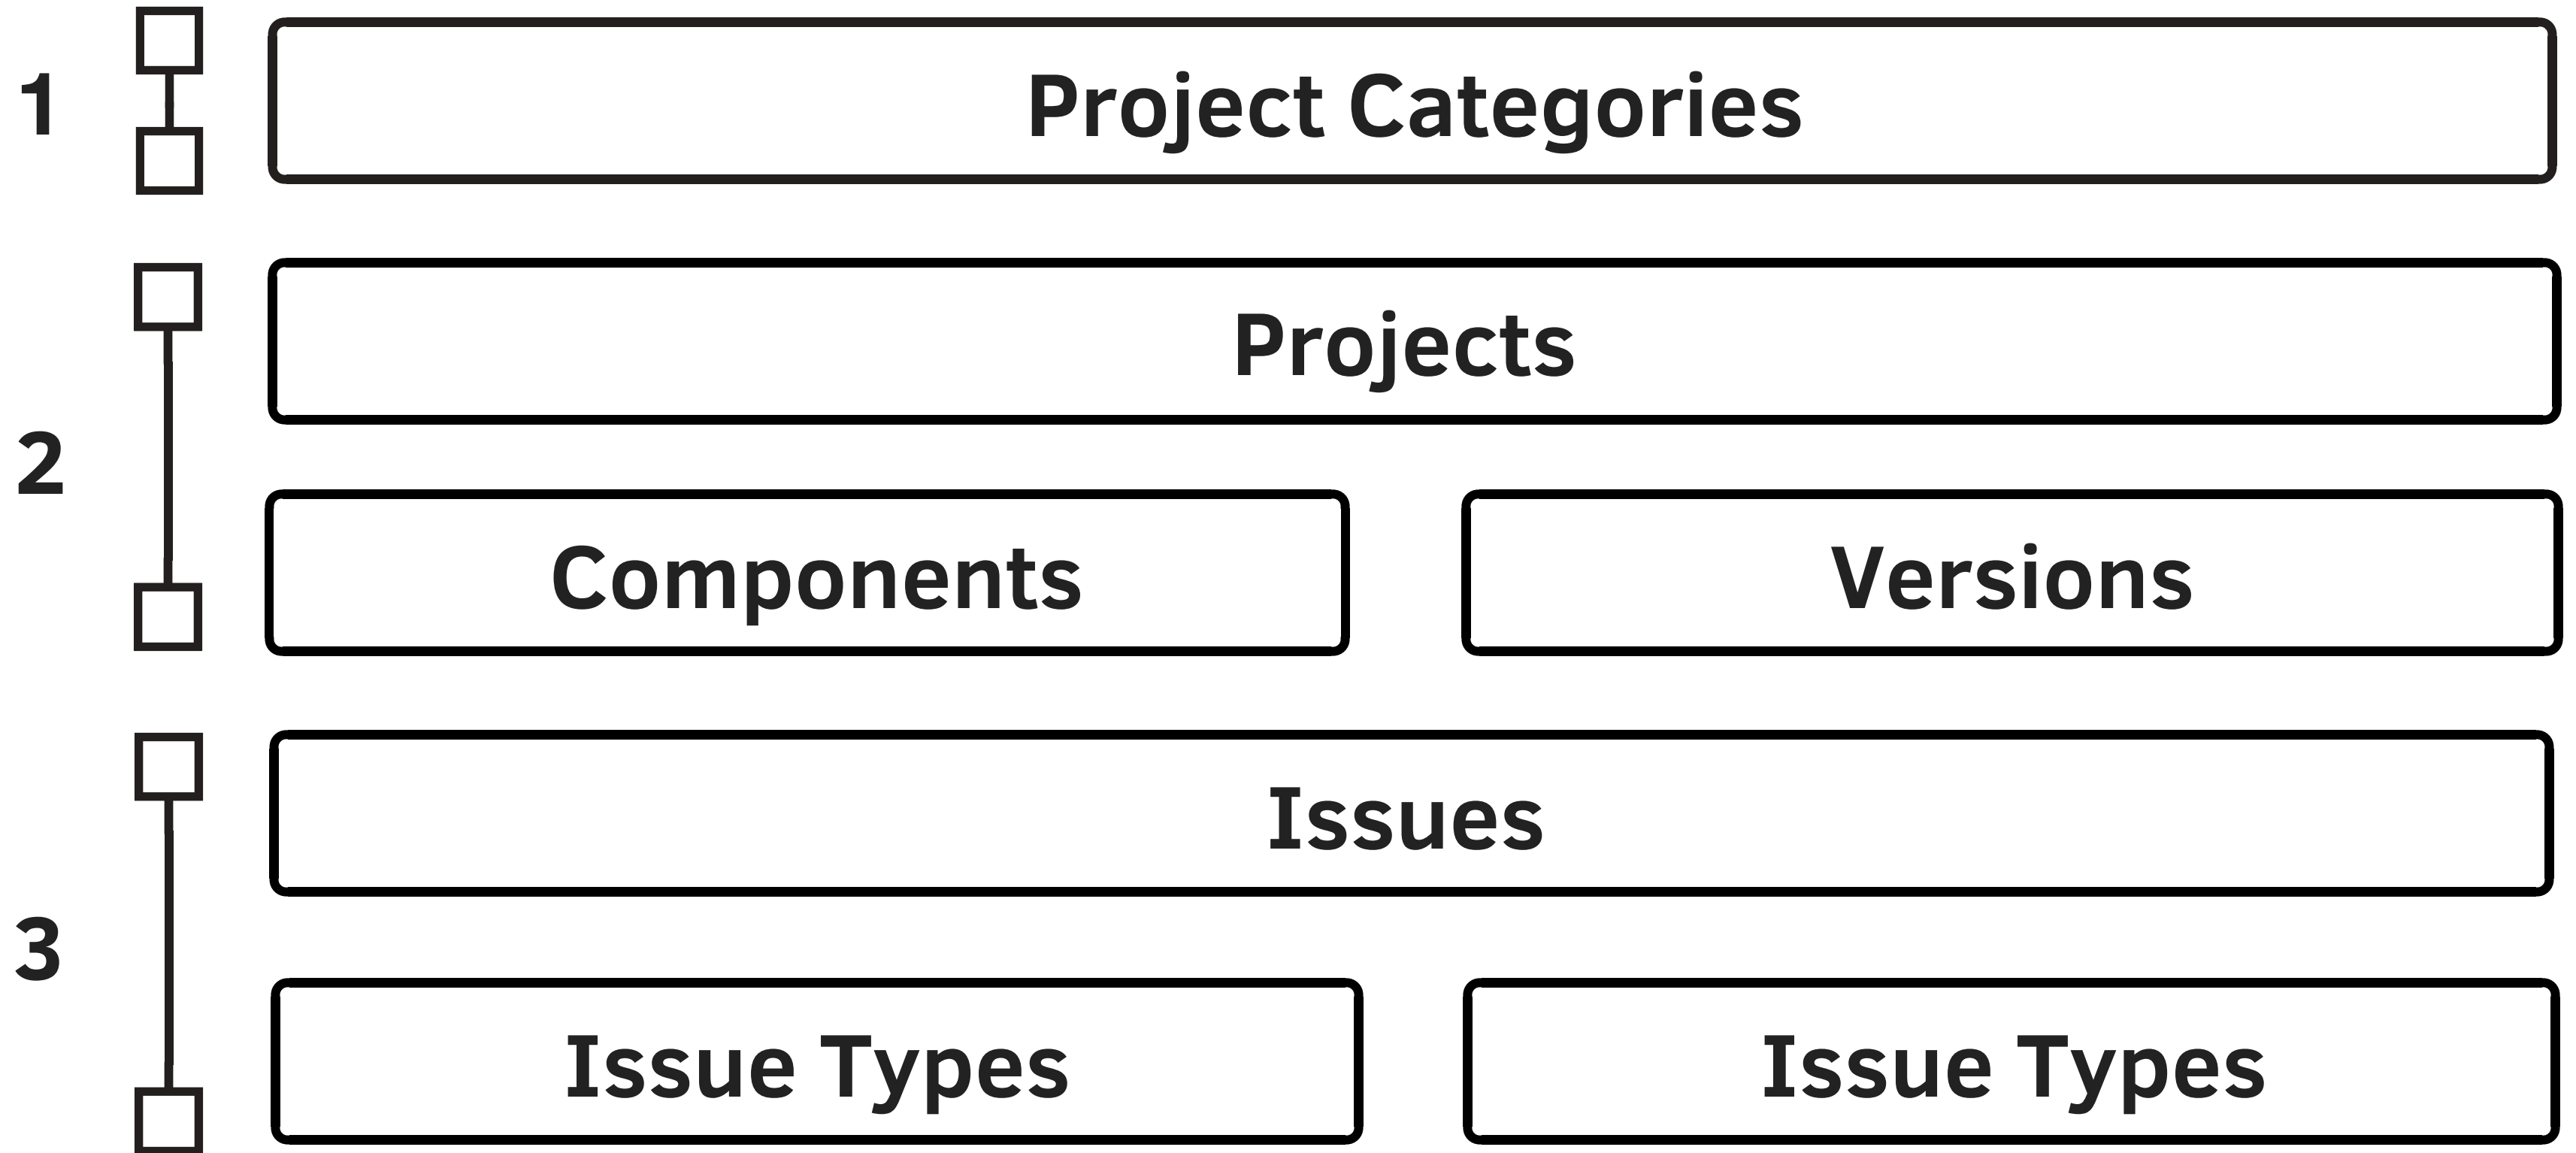 1
Project Categories
2
Projects
Components
Versions
3
Issues
Issue Types
Issue Types